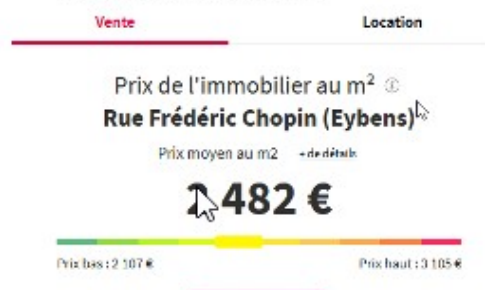 Vente Location
Prix de l'immobilier au m²
Rue Frédéric Chopin (Eybens)
Prix moyen au m2 + de détails
2 482 €
Prix bas : 2 107 € Prix haut : 3 105 €